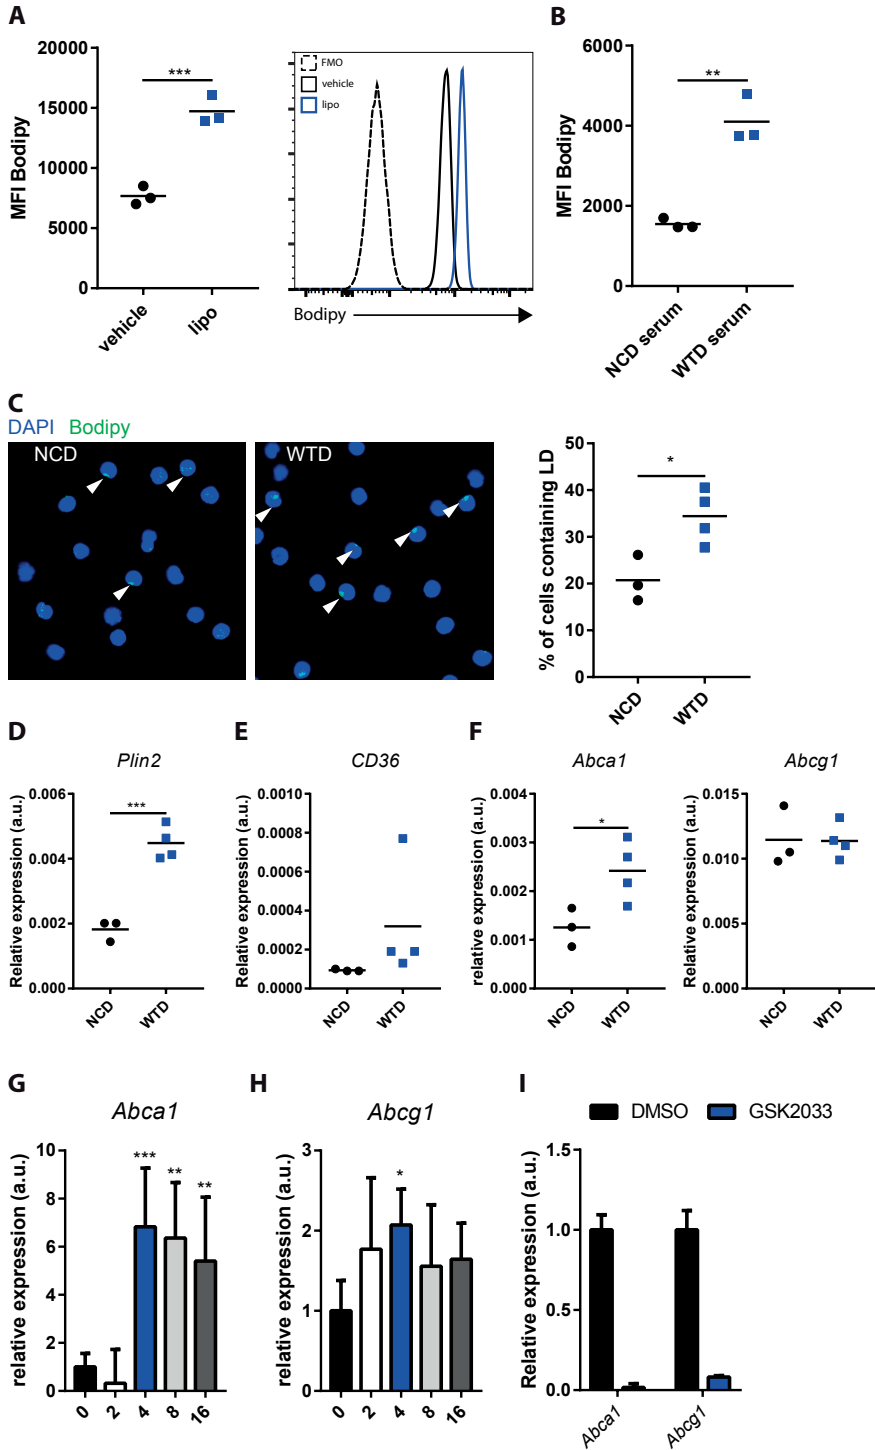 A
MFI Bodipy
20000
15000
10000
5000
0
***
vehicle
lipo
FMO
vehicle
lipo
Bodipy
B
MFI Bodipy
6000
4000
2000
0
**
NCD serum
WTD serum
C
DAPI Bodipy
NCD
WTD
% of cells containing LD
50
40
30
20
10
0
*
NCD
WTD
D
Plin2
Relative expression (a.u.)
0.006
0.004
0.002
0.000
***
NCD
WTD
E
CD36
Relative expression (a.u.)
0.0010
0.0008
0.0006
0.0004
0.0002
0.0000
NCD
WTD
F
Abca1
relative expression (a.u.)
0.004
0.003
0.002
0.001
0.000
*
NCD
WTD
Abcg1
Relative expression (a.u.)
0.015
0.010
0.005
0.000
NCD
WTD
G
Abca1
relative expression (a.u.)
10
8
6
4
2
0
*** ** **
0 2 4 8 16
H
Abcg1
relative expression (a.u.)
3
2
1
0
*
0 2 4 8 16
I
DMSO GSK2033
Relative expression (a.u.)
1.5
1.0
0.5
0.0
Abca1
Abcg1